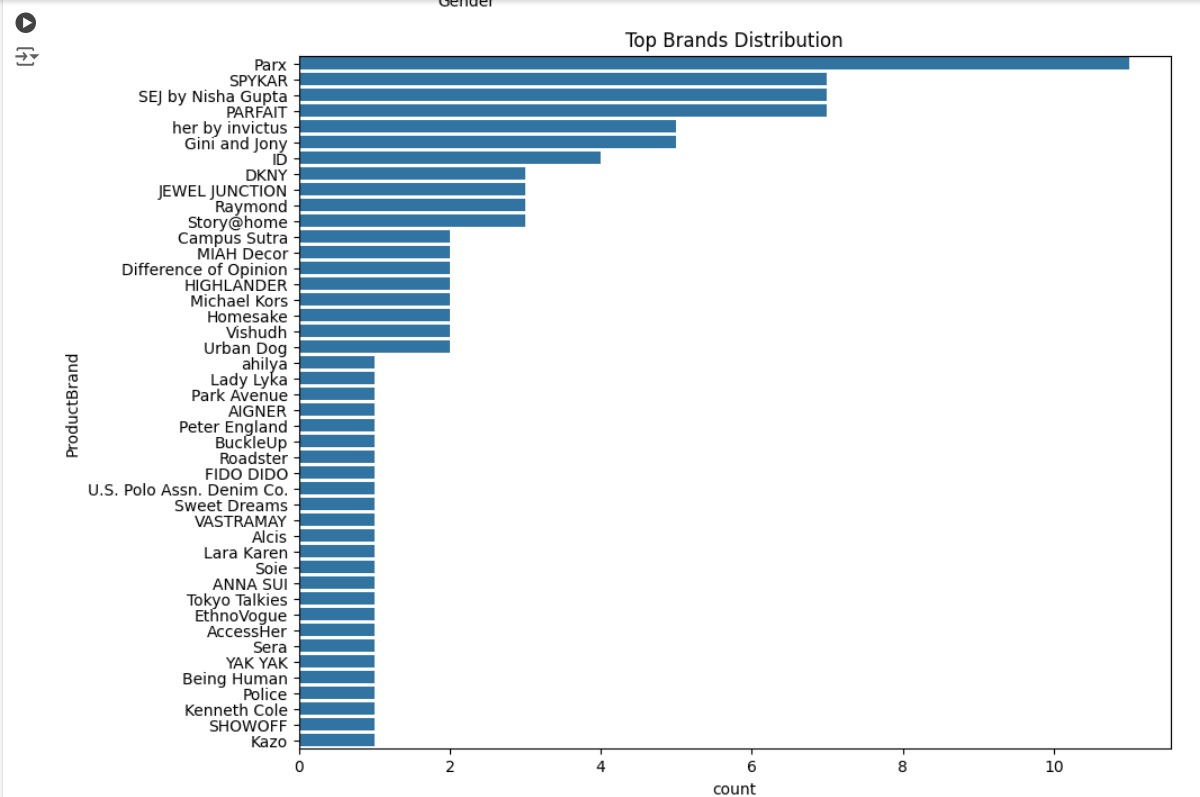 Gender
Top Brands Distribution
Parx
SPYKAR
SEJ by Nisha Gupta
PARFAIT
her by invictus
Gini and Jony
ID
DKNY
JEWEL JUNCTION
Raymond
Story@home
Campus Sutra
MIAH Decor
Difference of Opinion
HIGHLANDER
Michael Kors
Homesake
Vishudh
Urban Dog
ahilya
Lady Lyka
Park Avenue
AIGNER
Peter England
BuckleUp
Roadster
FIDO DIDO
U.S. Polo Assn. Denim Co.
Sweet Dreams
VASTRAMAY
Alcis
Lara Karen
Soie
ANNA SUI
Tokyo Talkies
EthnoVogue
AccessHer
Sera
YAK YAK
Being Human
Police
Kenneth Cole
SHOWOFF
Kazo
ProductBrand
0 2 4 6 8 10
count